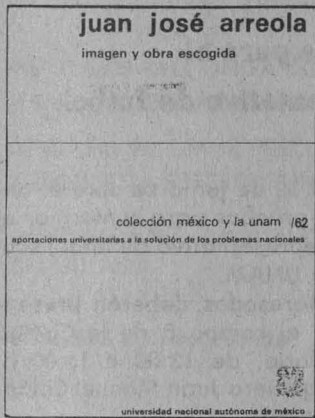 juan josé arreola
imagen y obra escogida
colección méxico y la unam /62
aportaciones universitarias a la solución de los problemas nacionales
universidad nacional autónoma de méxico